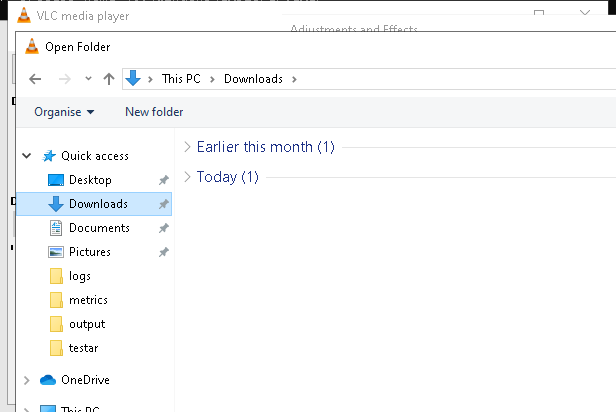 VLC media player
Adjustments and Effects
Open Folder
This PC > Downloads >
Organise New folder
Quick access
Desktop
Downloads
Documents
Pictures
logs
metrics
output
testar
OneDrive
This PC
Earlier this month (1)
Today (1)